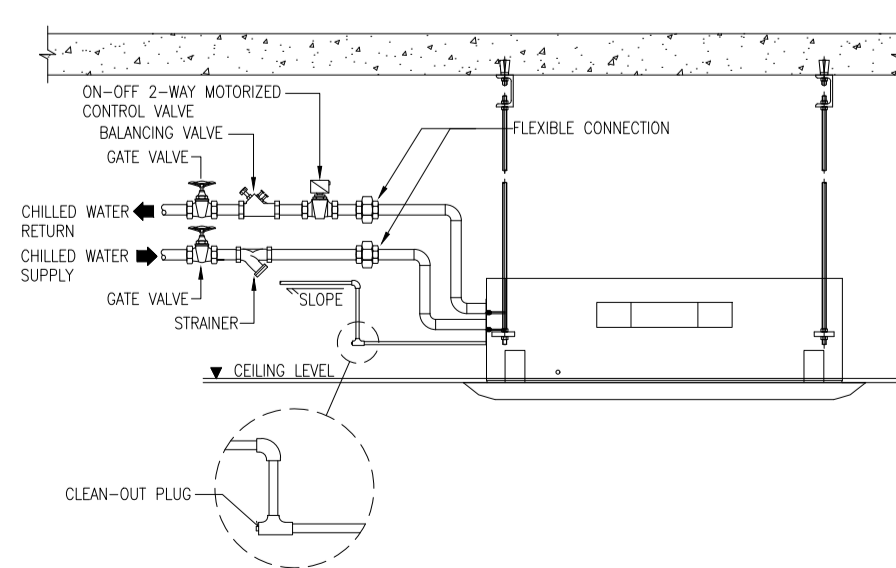 ON-OFF 2-WAY MOTORIZED
CONTROL VALVE
BALANCING VALVE
GATE VALVE
FLEXIBLE CONNECTION
CHILLED WATER
RETURN
CHILLED WATER
SUPPLY
GATE VALVE
STRAINER
SLOPE
CEILING LEVEL
CLEAN-OUT PLUG